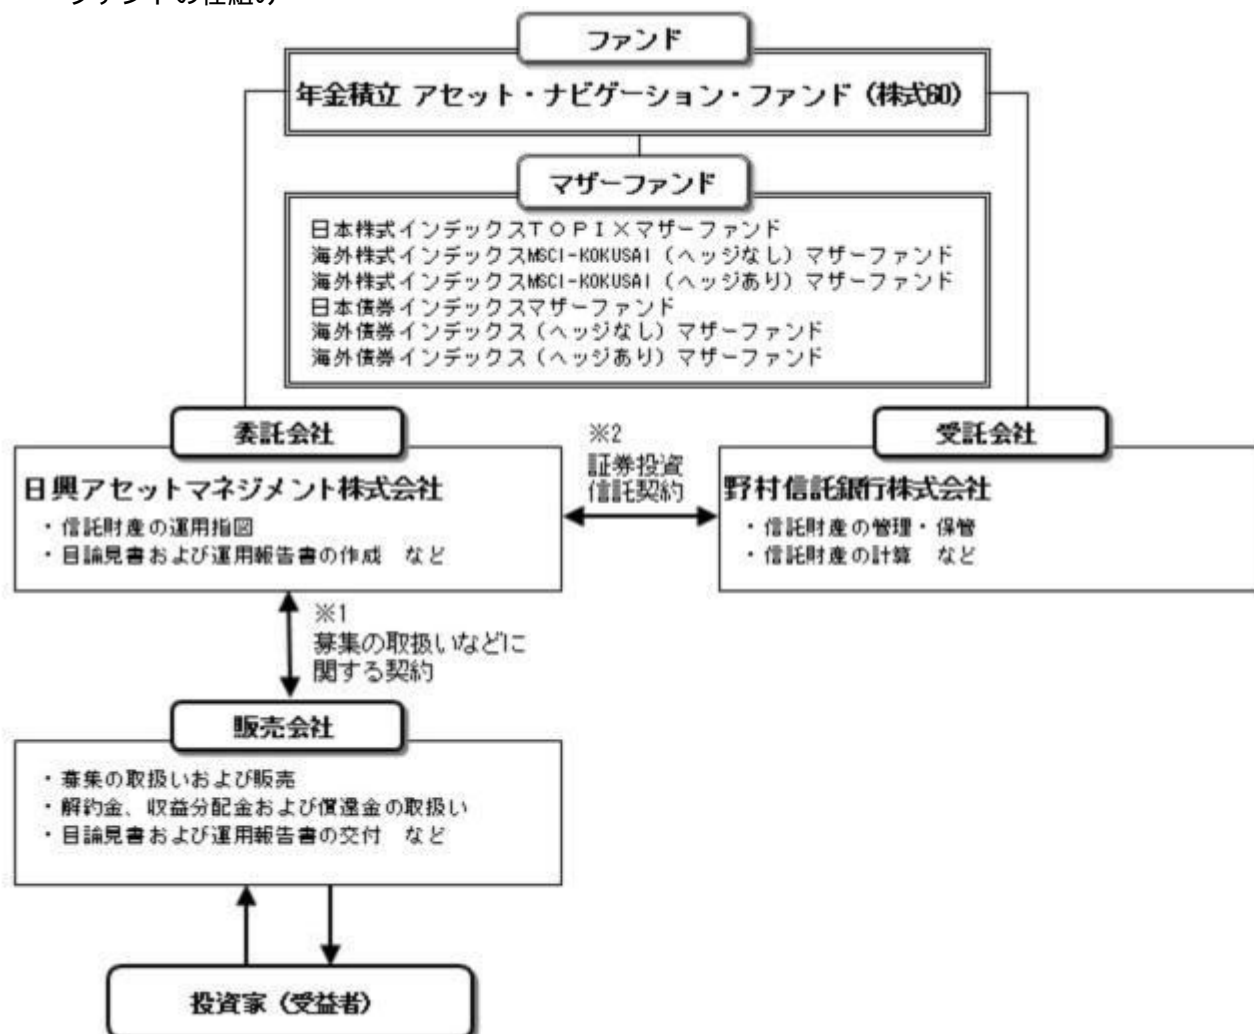 ファンドの仕組み
ファンド
年金積立 アセット・ナビゲーション・ファンド（株式60）
マザーファンド
日本株式インデックスＴＯＰＩＸマザーファンド
海外株式インデックスMSCI-KOKUSAI（ヘッジなし）マザーファンド
海外株式インデックスMSCI-KOKUSAI（ヘッジあり）マザーファンド
日本債券インデックスマザーファンド
海外債券インデックス（ヘッジなし）マザーファンド
海外債券インデックス（ヘッジあり）マザーファンド
委託会社
日興アセットマネジメント株式会社
・信託財産の運用指図
・目論見書および運用報告書の作成　など
※2
証券投資
信託契約
受託会社
野村信託銀行株式会社
・信託財産の管理・保管
・信託財産の計算　など
※1
募集の取扱いなどに
関する契約
販売会社
・募集の取扱いおよび販売
・解約金、収益分配金および償還金の取扱い
・目論見書および運用報告書の交付　など
投資家（受益者）